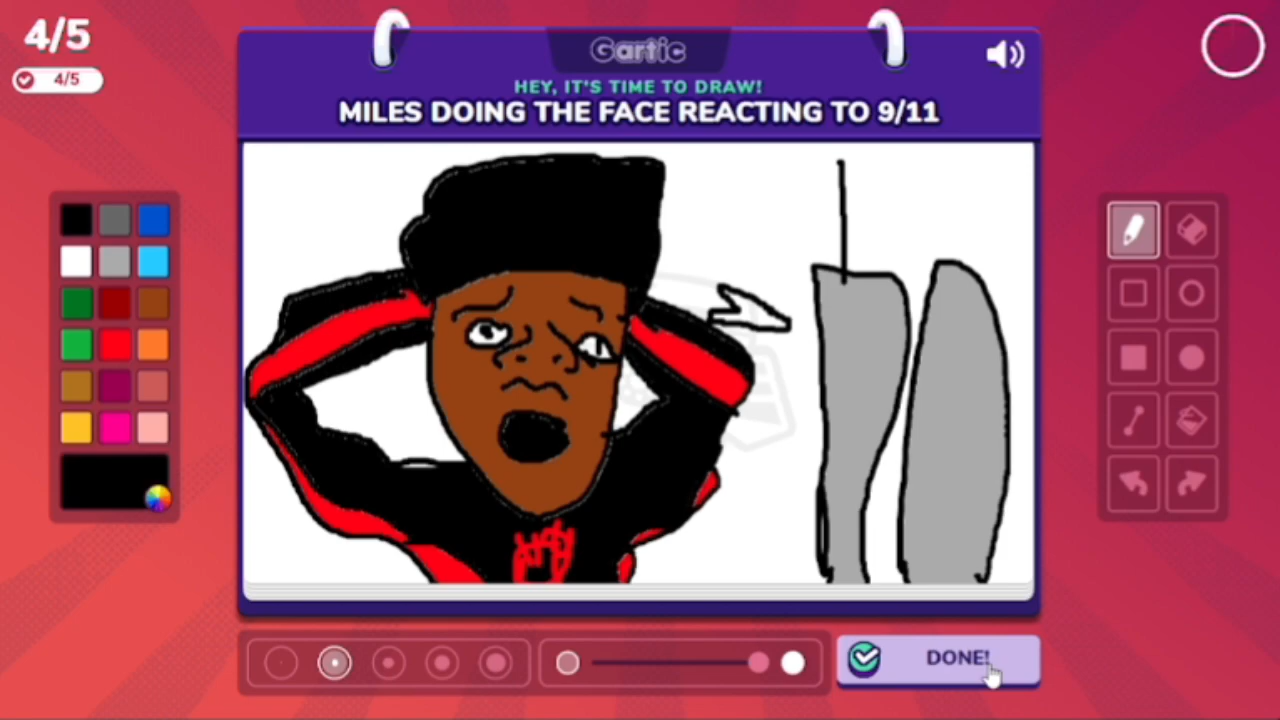 4/5
4/5
Gartic
HEY, IT'S TIME TO DRAW!
MILES DOING THE FACE REACTING TO 9/11
DONE!